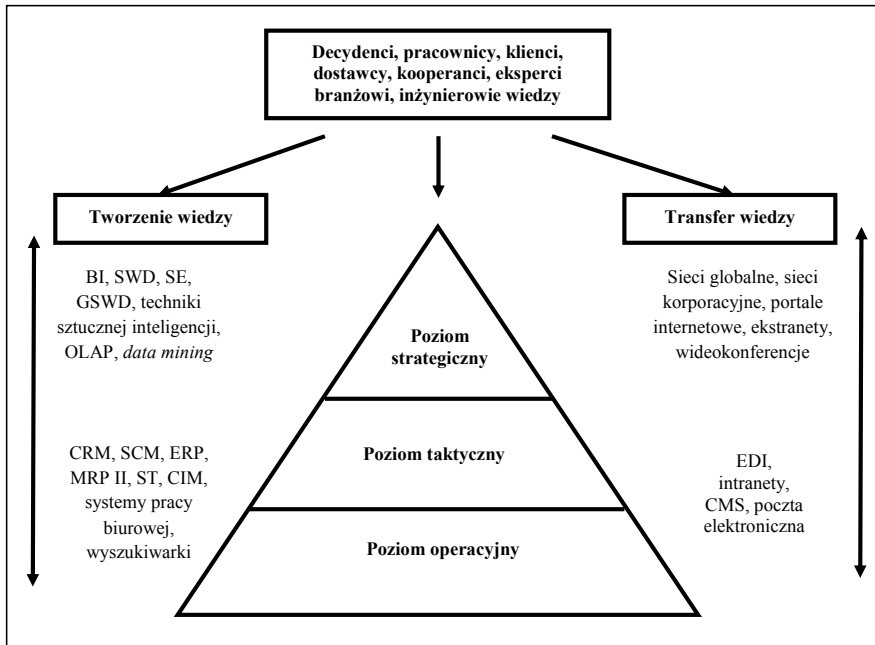 Decydenci, pracownicy, klienci,
dostawcy, kooperanci, eksperci
branżowi, inżynierowie wiedzy
Tworzenie wiedzy
Transfer wiedzy
BI, SWD, SE,
GSWD, techniki
sztucznej inteligencji,
OLAP, data mining
Sieci globalne, sieci
korporacyjne, portale
internetowe, ekstranety,
wideokonferencje
Poziom
strategiczny
CRM, SCM, ERP,
MRP II, ST, CIM,
systemy pracy
biurowej,
wyszukiwarki
Poziom taktyczny
EDI,
intranety,
CMS, poczta
elektroniczna
Poziom operacyjny